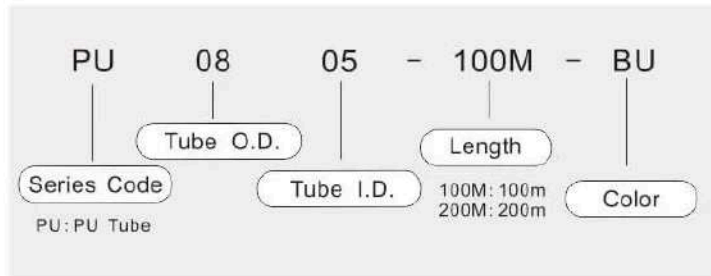 PU 08 05 - 100M - BU
Tube O.D.
Length
Series Code
Tube I.D.
100M: 100m
200M: 200m
Color
PU: PU Tube